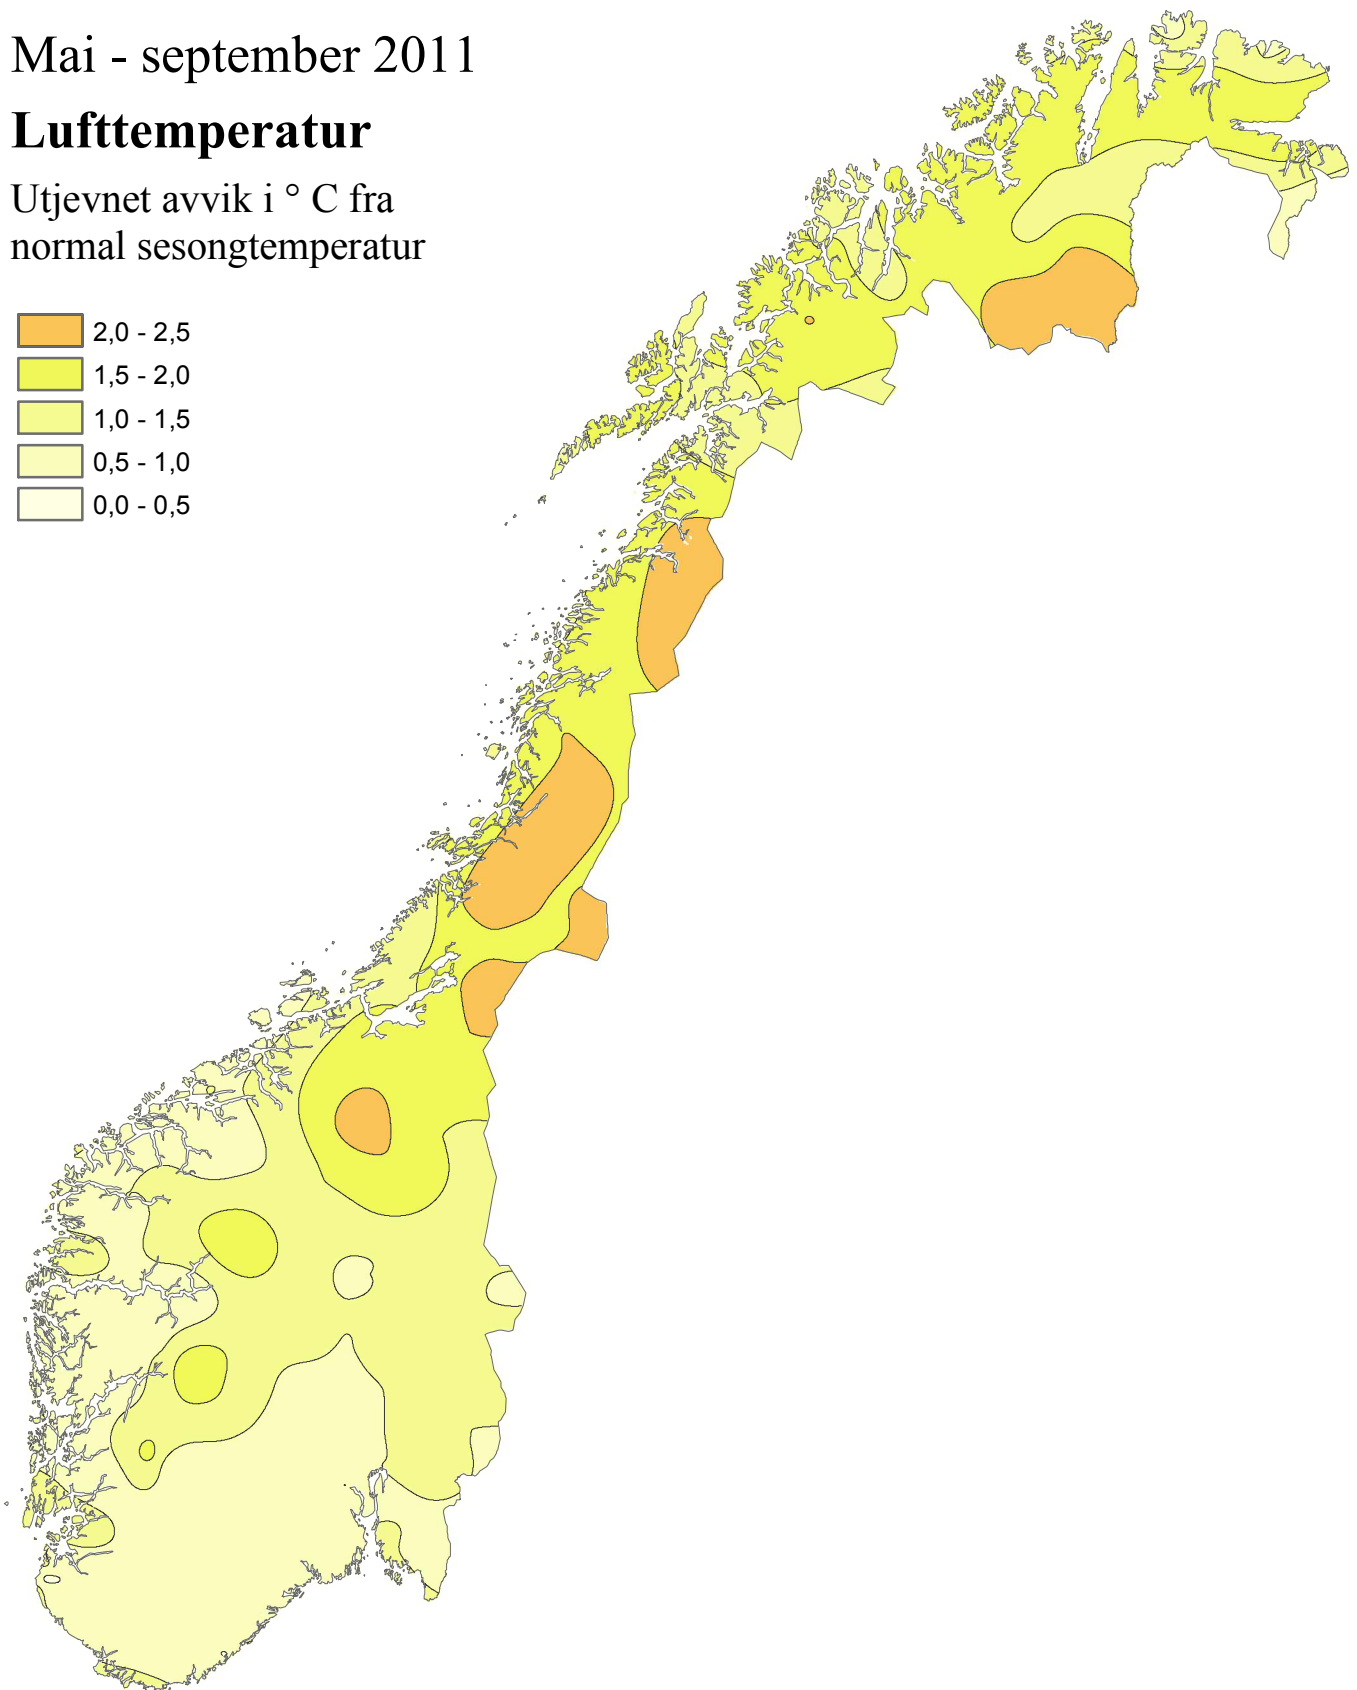 Mai - september 2011
Lufttemperatur
Utjevnet avvik i ° C fra
normal sesongtemperatur
2,0 - 2,5
1,5 - 2,0
1,0 - 1,5
0,5 - 1,0
0,0 - 0,5